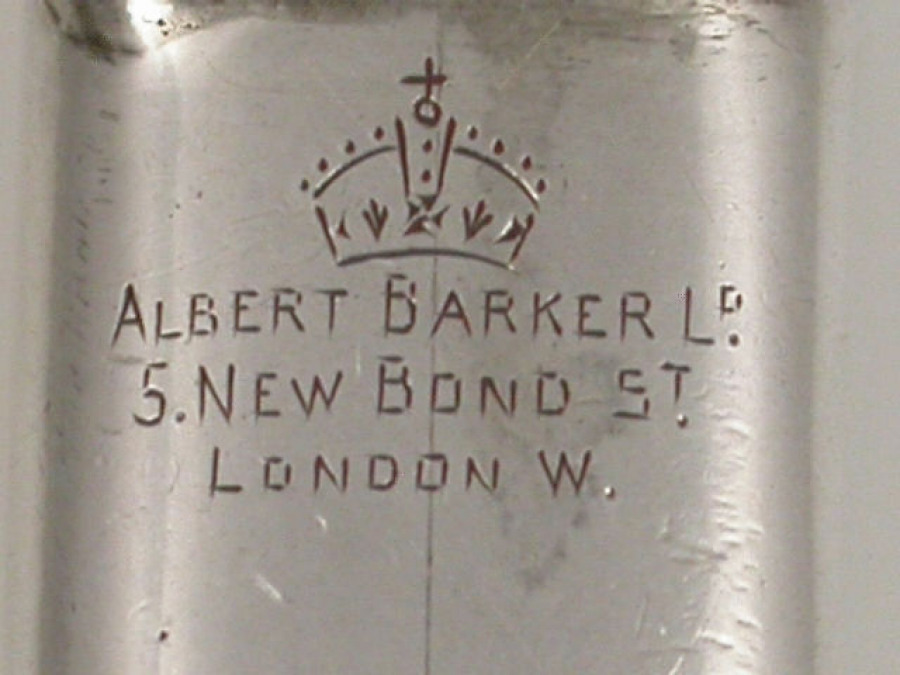 ALBERT BARKER LD.
5. NEW BOND ST.
LONDON W.